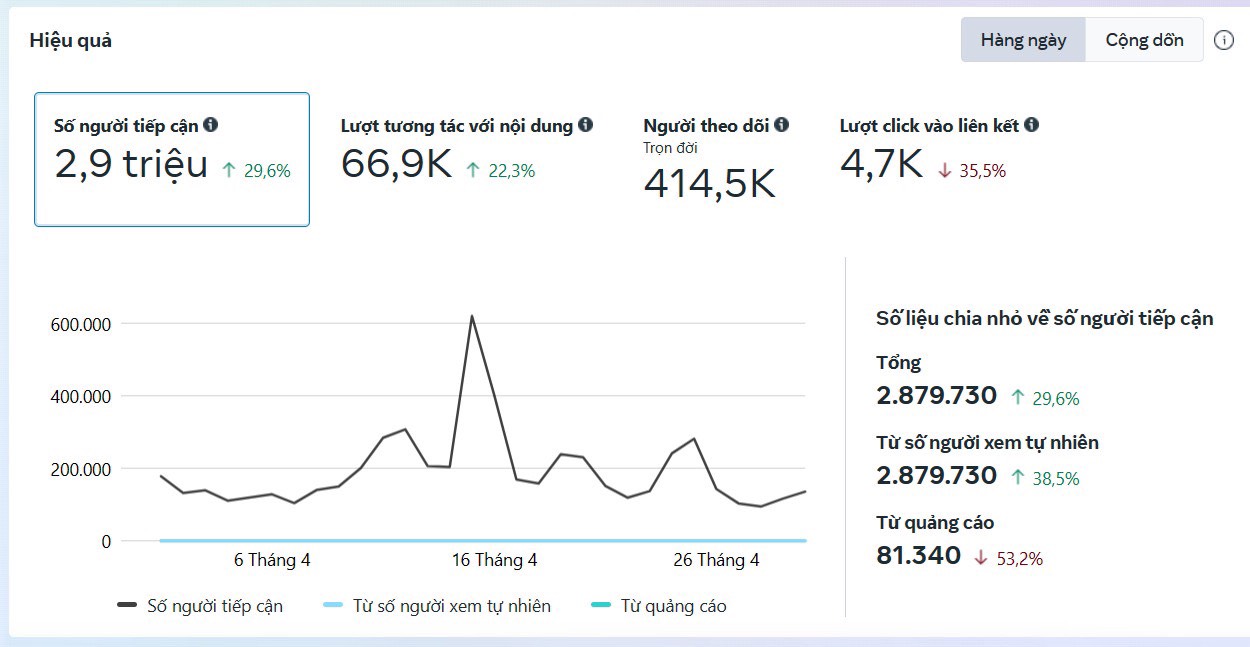 Hiệu quả
Hàng ngày
Cộng dồn
Số người tiếp cận
2,9 triệu ↑ 29,6%
Lượt tương tác với nội dung
66,9K ↑ 22,3%
Người theo dõi
Trọn đời
414,5K
Lượt click vào liên kết
4,7K ↓ 35,5%
600.000
400.000
200.000
0
6 Tháng 4
16 Tháng 4
26 Tháng 4
Số người tiếp cận
Từ số người xem tự nhiên
Từ quảng cáo
Số liệu chia nhỏ về số người tiếp cận
Tổng
2.879.730 ↑ 29,6%
Từ số người xem tự nhiên
2.879.730 ↑ 38,5%
Từ quảng cáo
81.340 ↓ 53,2%